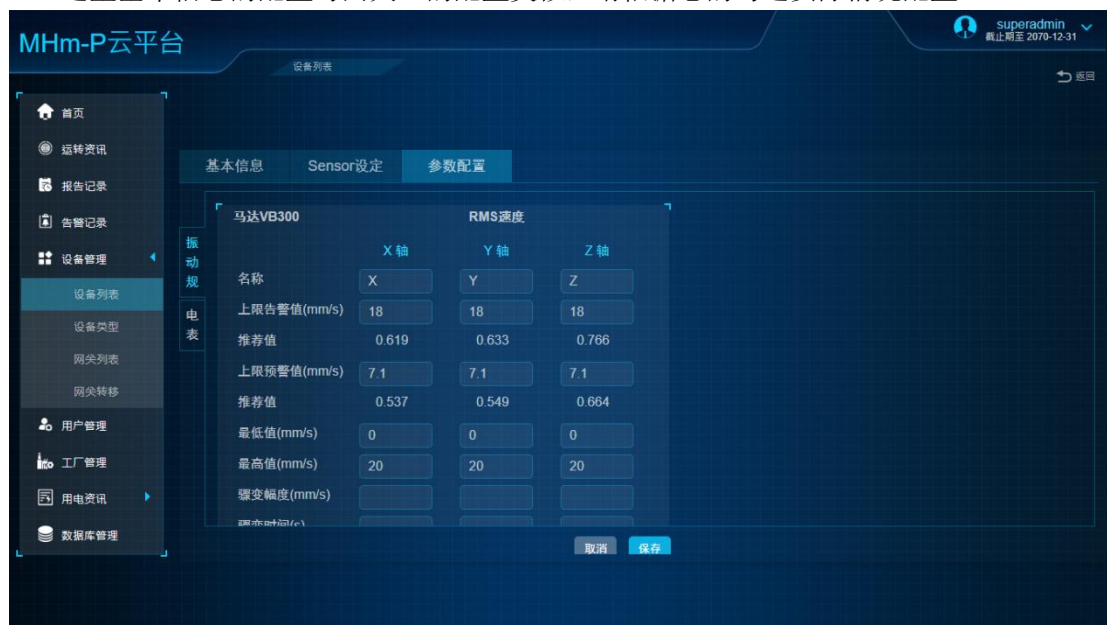 MHm-P云平台
superadmin
截止期至 2070-12-31
设备列表
返回
首页
运转资讯
报告记录
告警记录
设备管理
设备列表
设备类型
网关列表
网关转移
用户管理
工厂管理
用电资讯
数据库管理
基本信息 Sensor设定 参数配置
振动规
电表
马达VB300 RMS速度
X 轴 Y 轴 Z 轴
名称 X Y Z
上限告警值(mm/s) 18 18 18
推荐值 0.619 0.633 0.766
上限预警值(mm/s) 7.1 7.1 7.1
推荐值 0.537 0.549 0.664
最低值(mm/s) 0 0 0
最高值(mm/s) 20 20 20
骤变幅度(mm/s)
骤变时间(s)
取消 保存